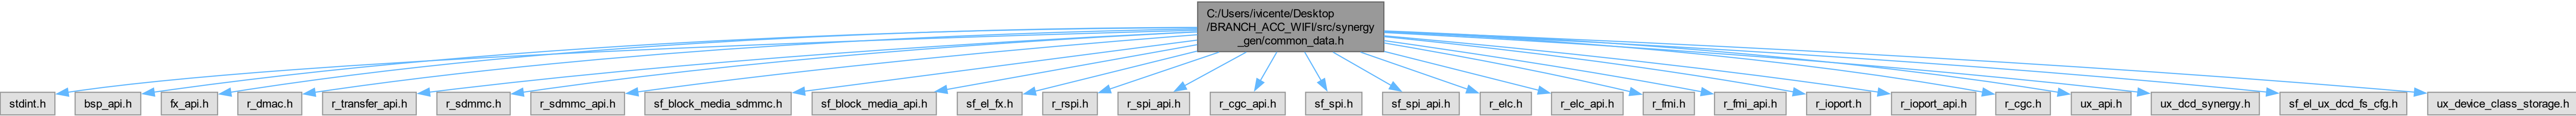 C:/Users/ivicente/Desktop
/BRANCH_ACC_WIFI/src/synergy
_gen/common_data.h
stdint.h
bsp_api.h
fx_api.h
r_dmac.h
r_transfer_api.h
r_sdmmc.h
r_sdmmc_api.h
sf_block_media_sdmmc.h
sf_block_media_api.h
sf_el_fx.h
r_rspi.h
r_spi_api.h
r_cgc_api.h
sf_spi.h
sf_spi_api.h
r_elc.h
r_elc_api.h
r_fmi.h
r_fmi_api.h
r_ioport.h
r_ioport_api.h
r_cgc.h
ux_api.h
ux_dcd_synergy.h
sf_el_ux_dcd_fs_cfg.h
ux_device_class_storage.h